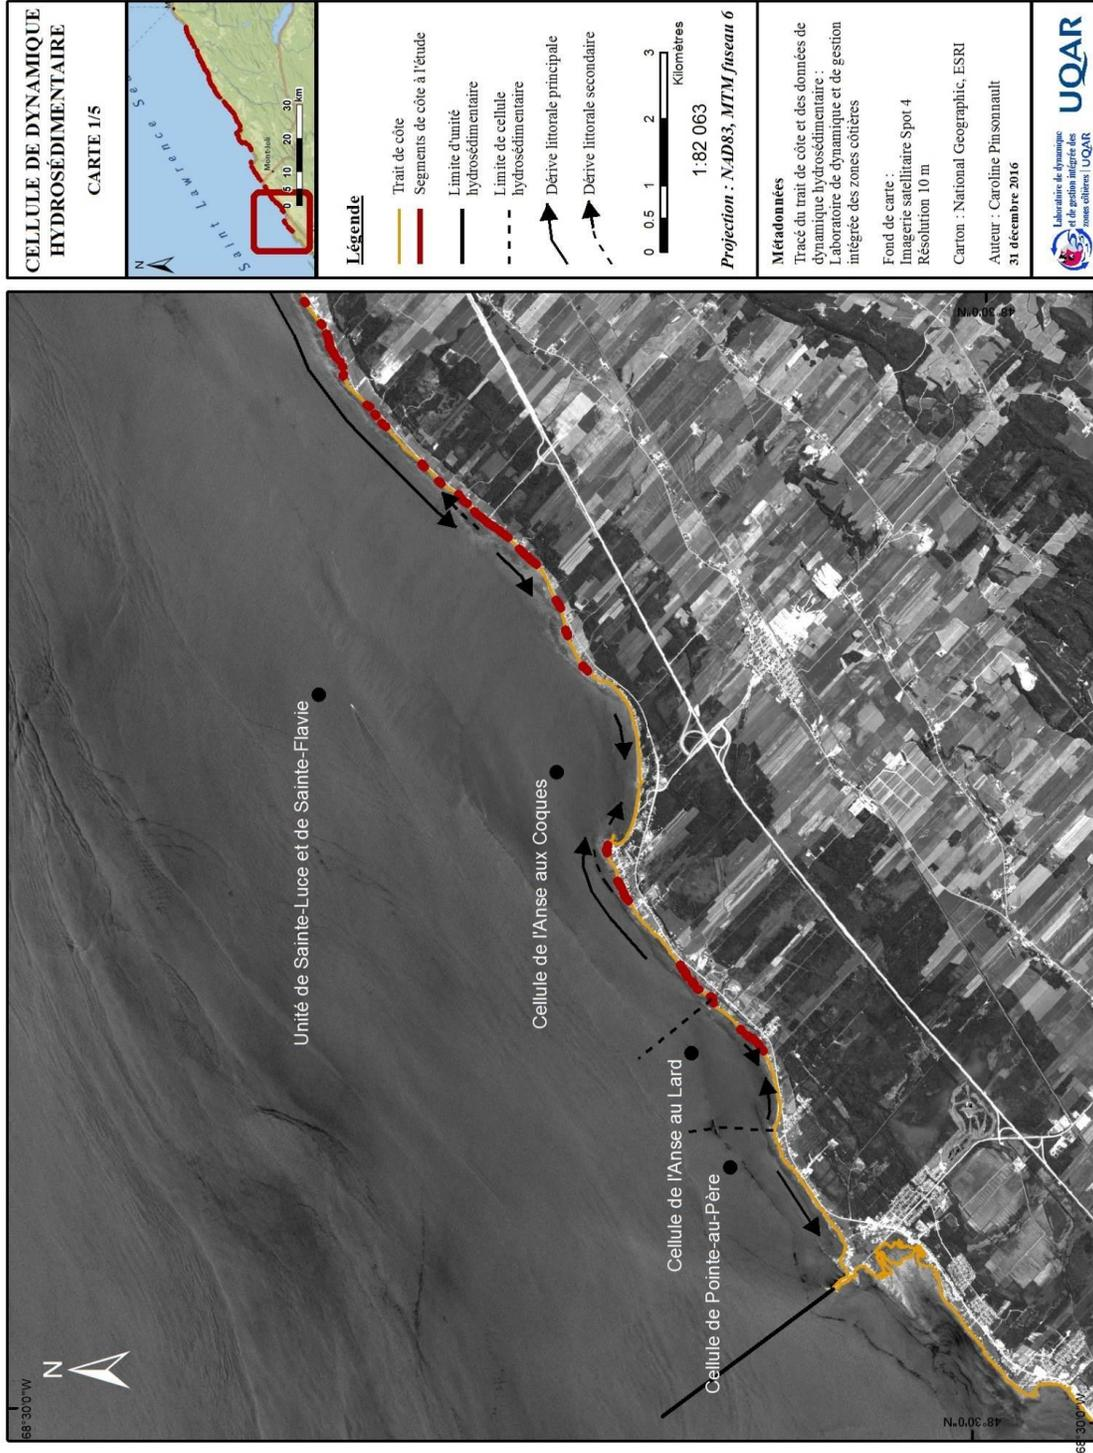 CELLULE DE DYNAMIQUE
HYDROSÉDIMENTAIRE
CARTE 1/5
N
Saint Lawrence Sea
Mont-Joli
0 5 10 20 30
km
Légende
Trait de côte
Segments de côte à l'étude
Limite d'unité
hydrosédimentaire
Limite de cellule
hydrosédimentaire
Dérive littorale principale
Dérive littorale secondaire
0 0.5 1 2 3
Kilomètres
1:82 063
Projection : NAD83, MTM fuseau 6
Métadonnées
Tracé du trait de côte et des données de
dynamique hydrosédimentaire :
Laboratoire de dynamique et de gestion
intégrée des zones côtières
Fond de carte :
Imagerie satellitaire Spot 4
Résolution 10 m
Carton : National Geographic, ESRI
Auteur : Caroline Pinsonnault
31 décembre 2016
Laboratoire de dynamique
et de gestion intégrée des
zones côtières | UQAR
UQAR
68°30'0"W
N
Unité de Sainte-Luce et de Sainte-Flavie
Cellule de l'Anse aux Coques
Cellule de l'Anse au Lard
Cellule de Pointe-au-Père
48°30'0"N
48°30'0"N
68°30'0"W